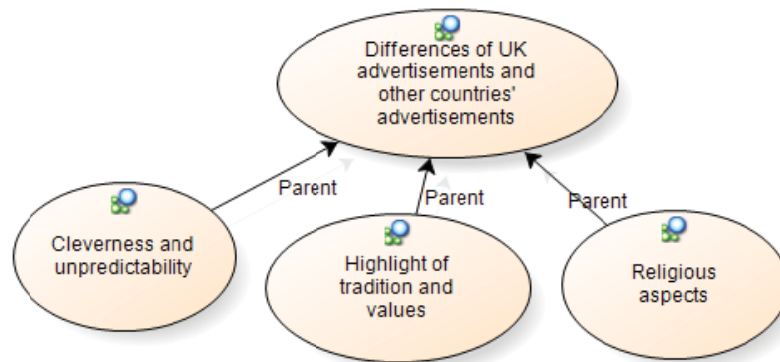 Differences of UK
advertisements and
other countries'
advertisements
Parent
Parent
Parent
Cleverness and
unpredictability
Highlight of
tradition and
values
Religious
aspects